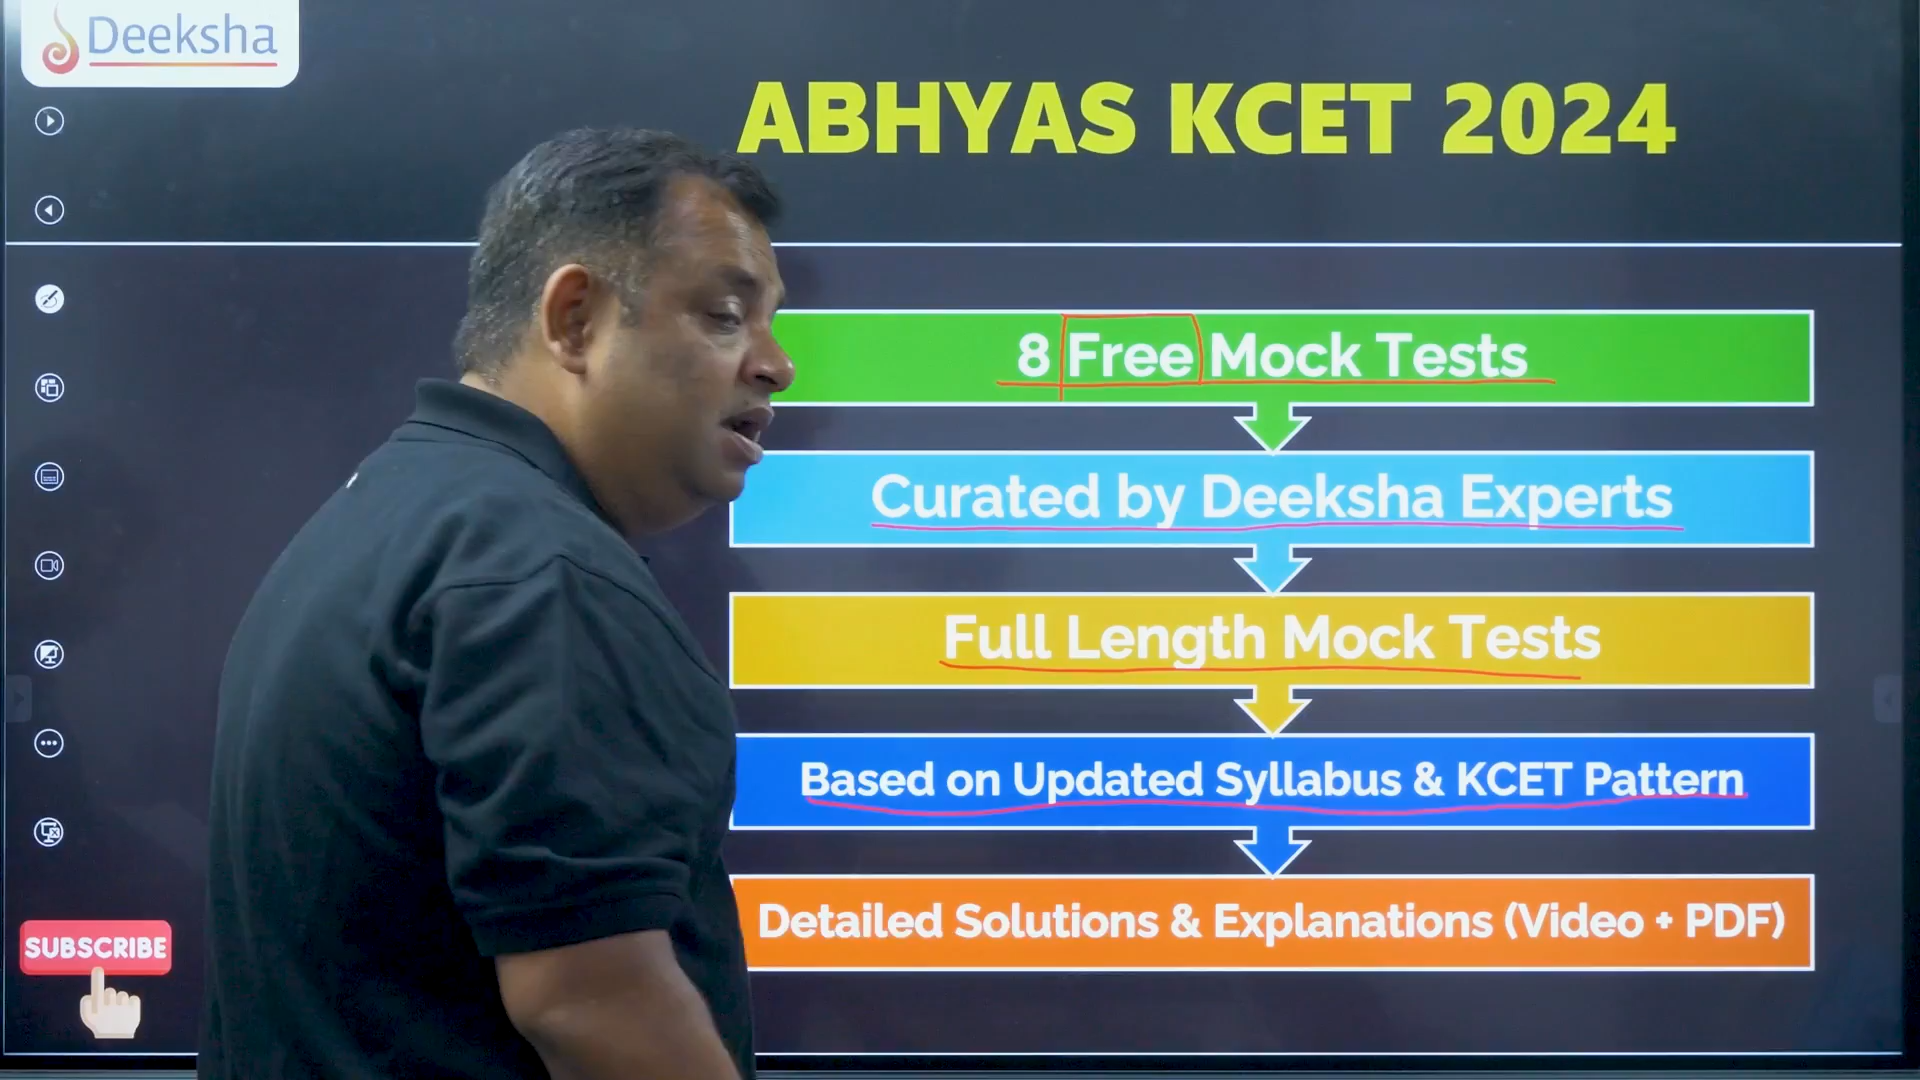 Deeksha
ABHYAS KCET 2024
8 Free Mock Tests
Curated by Deeksha Experts
Full Length Mock Tests
Based on Updated Syllabus & KCET Pattern
Detailed Solutions & Explanations (Video + PDF)
SUBSCRIBE